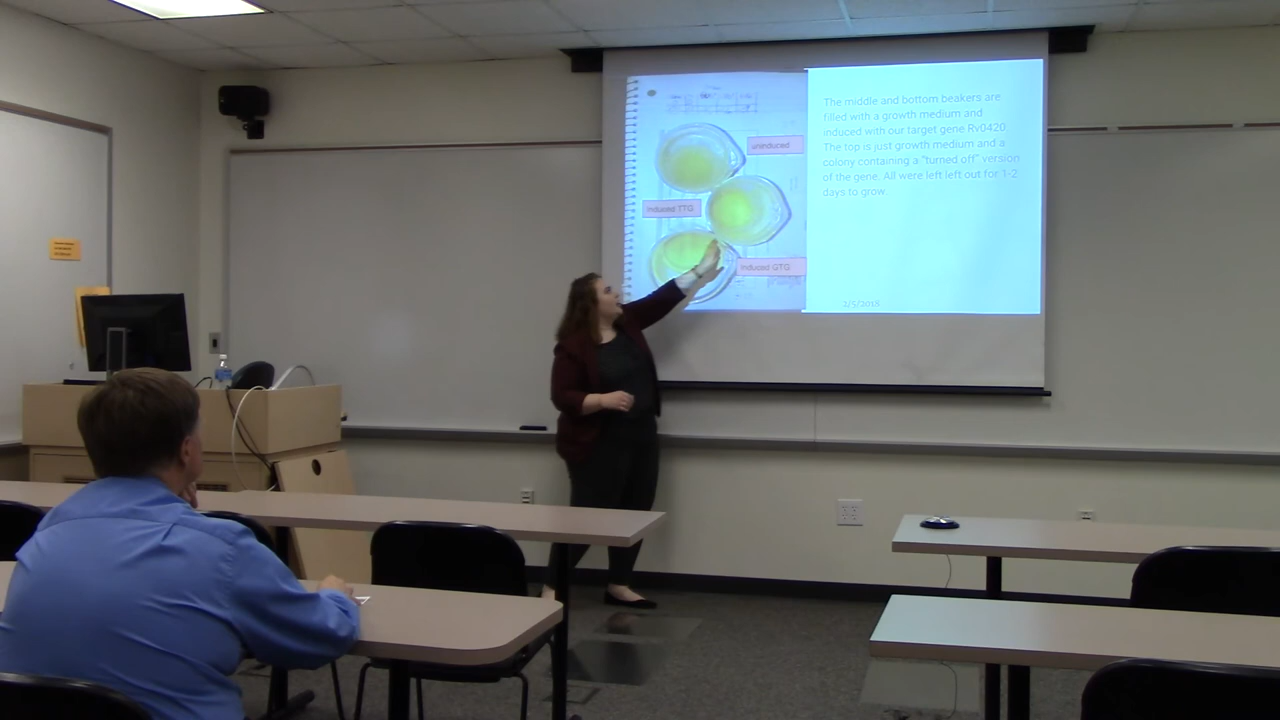 uninduced
Induced TTG
Induced GTG
The middle and bottom beakers are
filled with a growth medium and
induced with our target gene Rv0420.
The top is just growth medium and a
colony containing a "turned off" version
of the gene. All were left left out for 1-2
days to grow.
2/5/2018